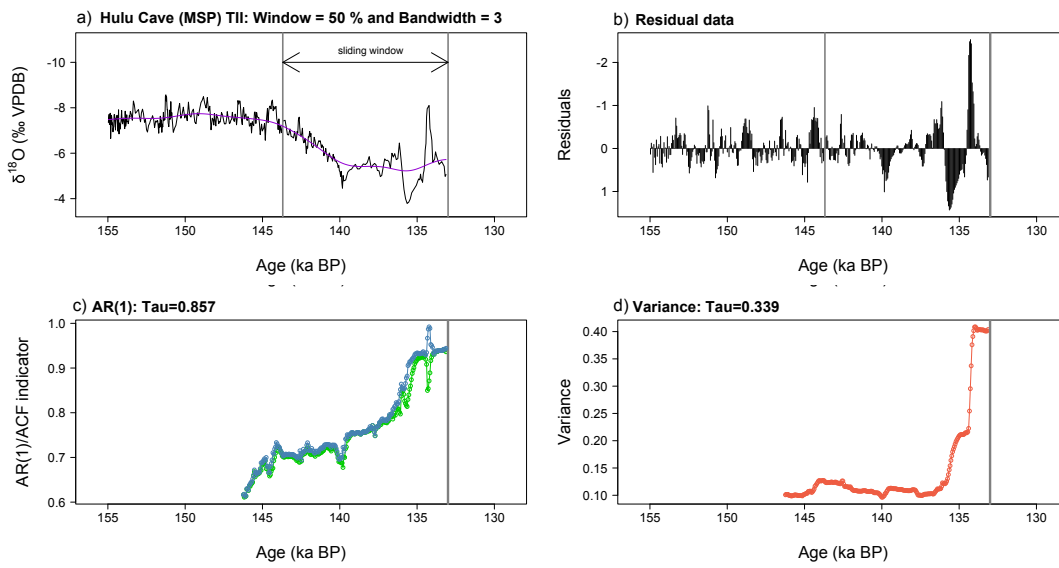 a) Hulu Cave (MSP) TII: Window = 50 % and Bandwidth = 3
sliding window
δ18O (‰ VPDB)
-10
-8
-6
-4
155 150 145 140 135 130
Age (ka BP)
b) Residual data
Residuals
-2
-1
0
1
155 150 145 140 135 130
Age (ka BP)
c) AR(1): Tau=0.857
AR(1)/ACF indicator
1.0
0.9
0.8
0.7
0.6
155 150 145 140 135 130
Age (ka BP)
d) Variance: Tau=0.339
Variance
0.40
0.35
0.30
0.25
0.20
0.15
0.10
155 150 145 140 135 130
Age (ka BP)